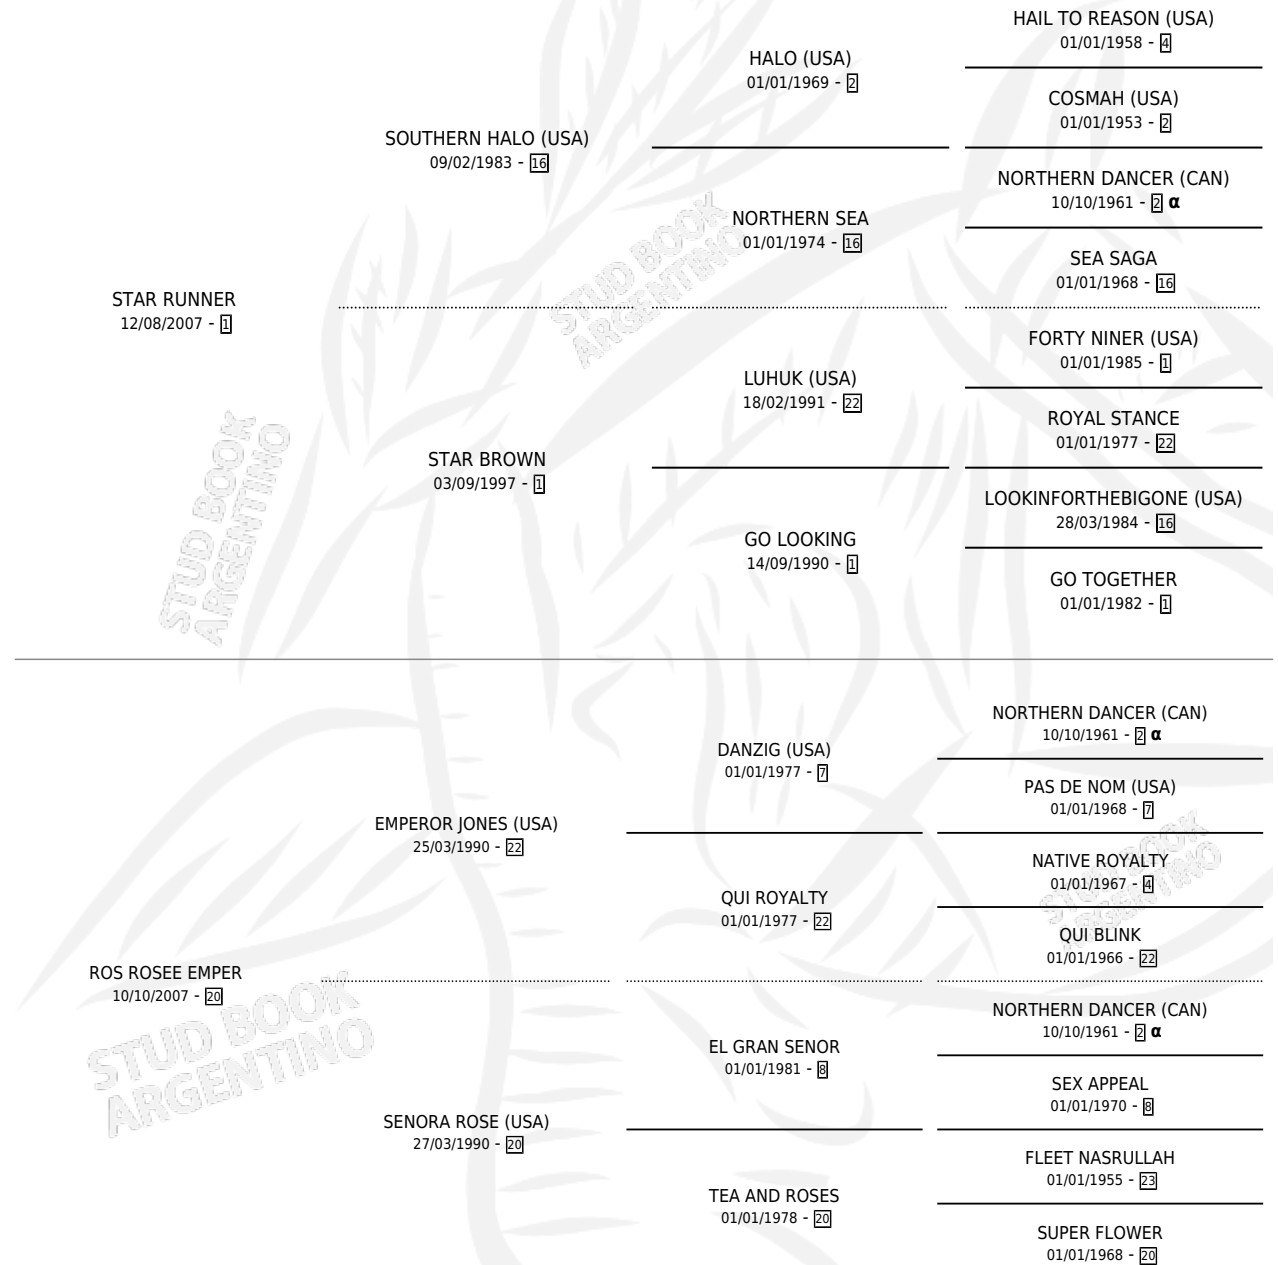 HAIL TO REASON (USA)
01/01/1958 - 4
HALO (USA)
01/01/1969 - 2
COSMAH (USA)
01/01/1953 - 2
SOUTHERN HALO (USA)
09/02/1983 - 16
NORTHERN DANCER (CAN)
10/10/1961 - 2 α
NORTHERN SEA
01/01/1974 - 16
SEA SAGA
01/01/1968 - 16
STUD BOOK
ARGENTINO
STAR RUNNER
12/08/2007 - 1
FORTY NINER (USA)
01/01/1985 - 1
LUHUK (USA)
18/02/1991 - 22
ROYAL STANCE
01/01/1977 - 22
STAR BROWN
03/09/1997 - 1
LOOKINFORTHEBIGONE (USA)
28/03/1984 - 16
GO LOOKING
14/09/1990 - 1
GO TOGETHER
01/01/1982 - 1
STUD BOOK
ARGENTINO
NORTHERN DANCER (CAN)
10/10/1961 - 2 α
DANZIG (USA)
01/01/1977 - 7
PAS DE NOM (USA)
01/01/1968 - 7
EMPEROR JONES (USA)
25/03/1990 - 22
NATIVE ROYALTY
01/01/1967 - 4
QUI ROYALTY
01/01/1977 - 22
QUI BLINK
01/01/1966 - 22
STUD BOOK
ARGENTINO
ROS ROSEE EMPER
10/10/2007 - 20
NORTHERN DANCER (CAN)
10/10/1961 - 2 α
EL GRAN SENOR
01/01/1981 - 8
SEX APPEAL
01/01/1970 - 8
STUD BOOK
ARGENTINO
SENORA ROSE (USA)
27/03/1990 - 20
FLEET NASRULLAH
01/01/1955 - 23
TEA AND ROSES
01/01/1978 - 20
SUPER FLOWER
01/01/1968 - 20